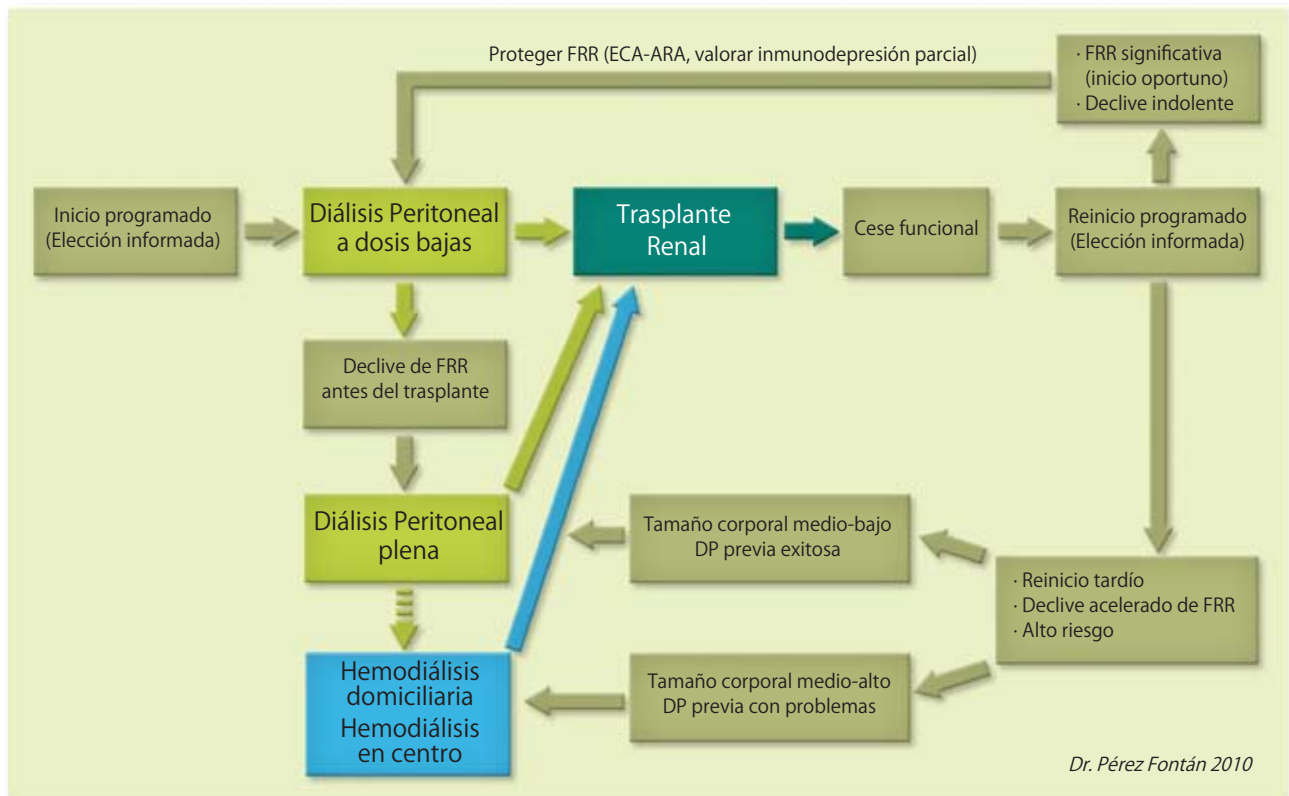 Proteger FRR (ECA-ARA, valorar inmunodepresión parcial)
· FRR significativa
(inicio oportuno)
· Declive indolente
Inicio programado
(Elección informada)
Diálisis Peritoneal
a dosis bajas
Trasplante
Renal
Cese funcional
Reinicio programado
(Elección informada)
Declive de FRR
antes del trasplante
Diálisis Peritoneal
plena
Tamaño corporal medio-bajo
DP previa exitosa
· Reinicio tardío
· Declive acelerado de FRR
· Alto riesgo
Hemodiálisis
domiciliaria
Hemodiálisis
en centro
Tamaño corporal medio-alto
DP previa con problemas
Dr. Pérez Fontán 2010